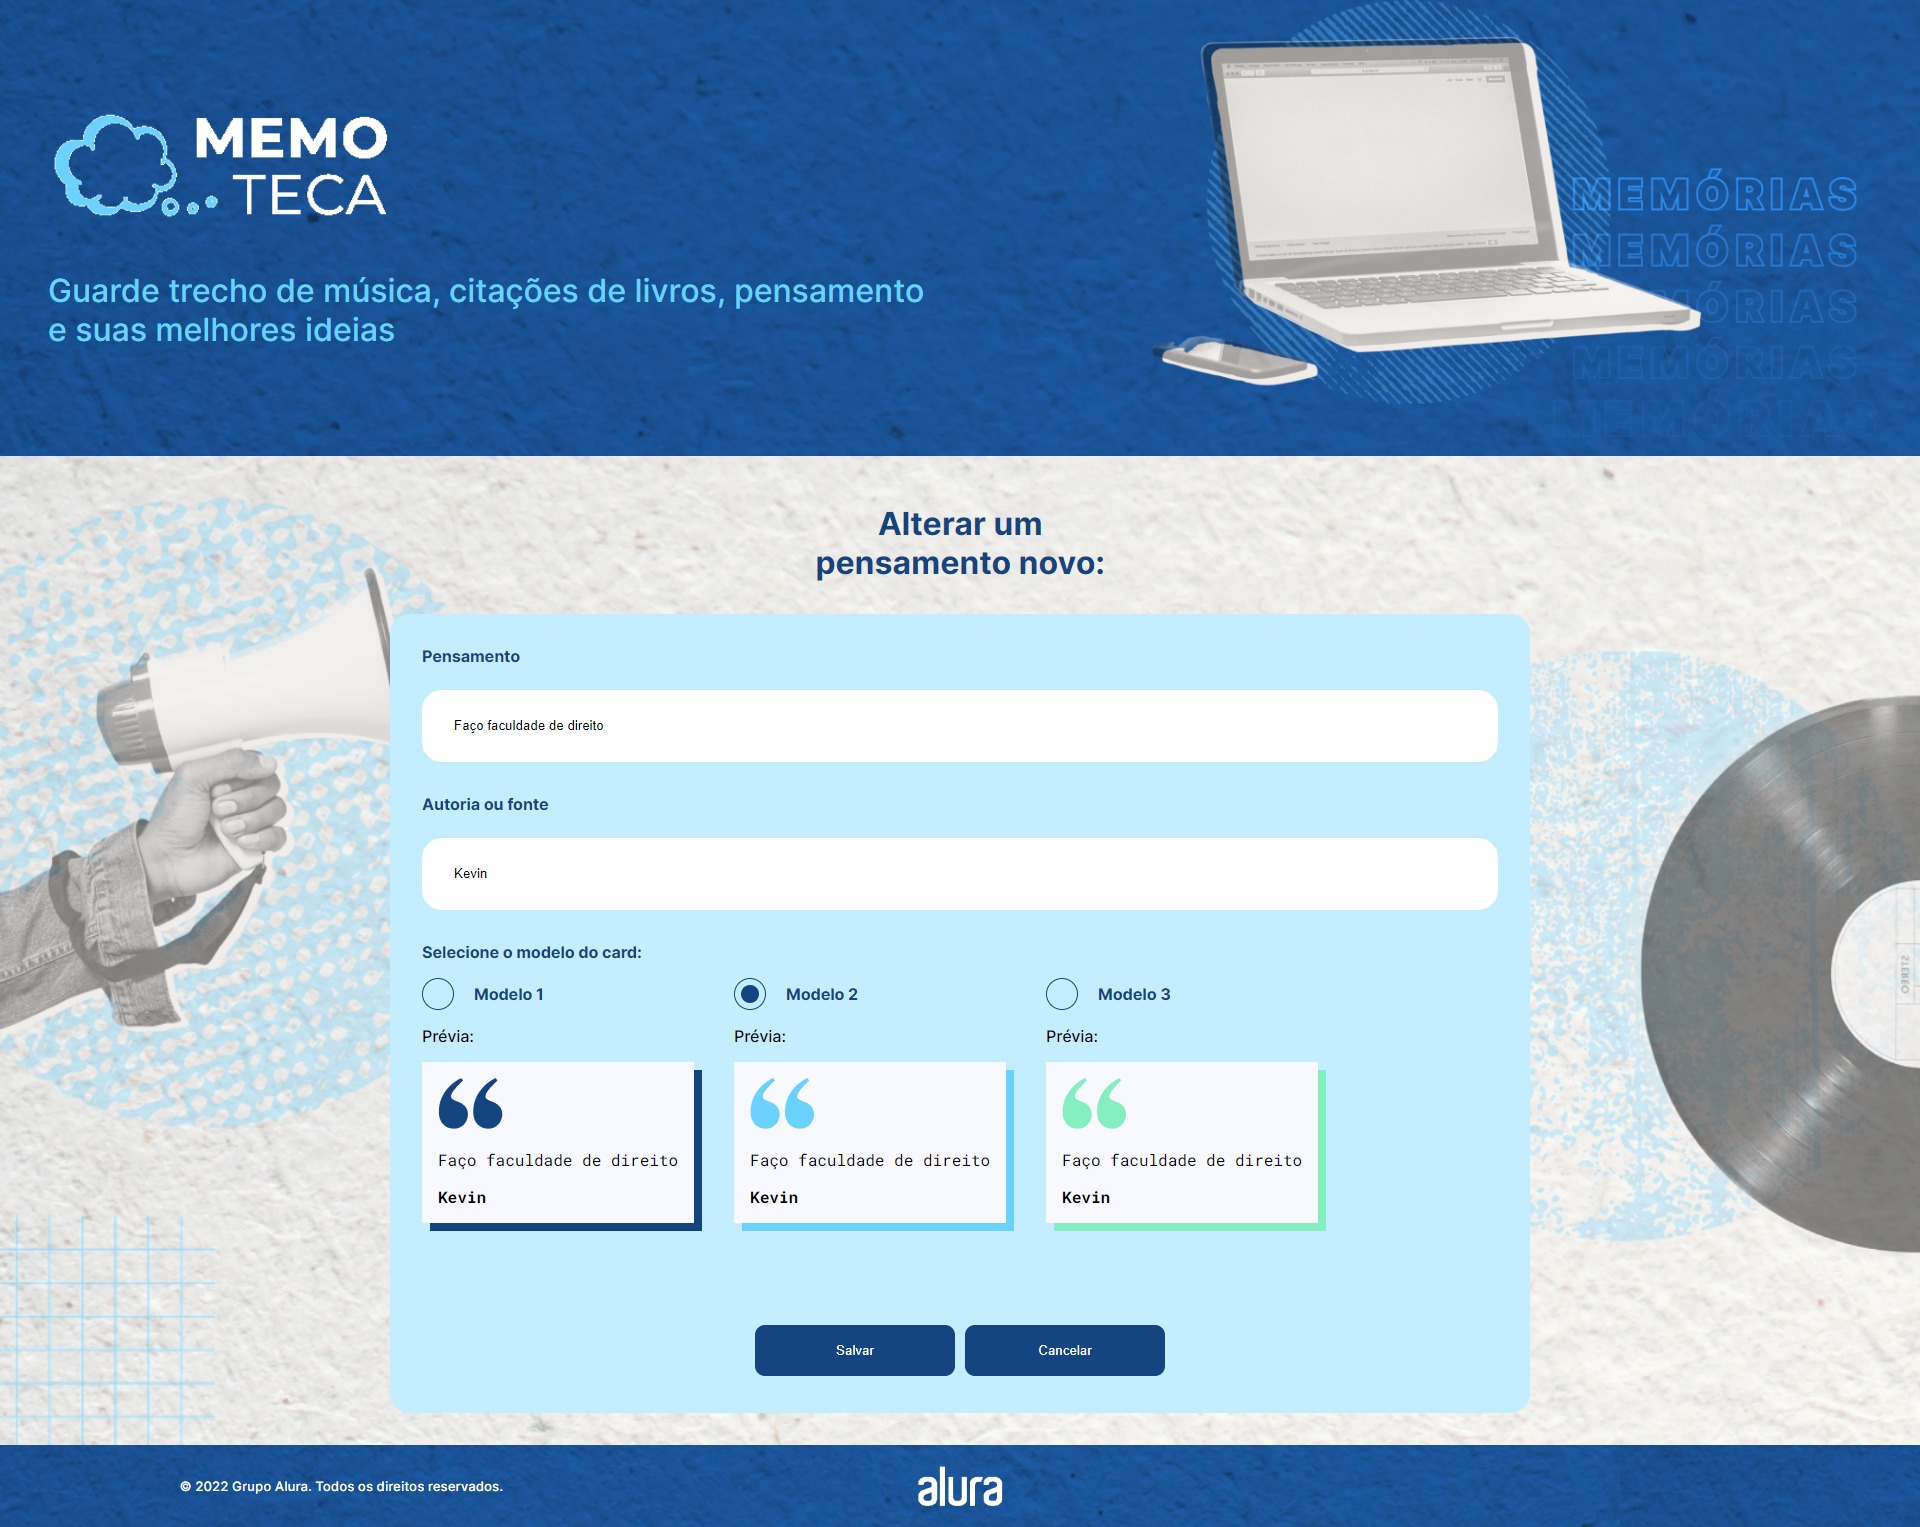 MEMO
TECA
Guarde trecho de música, citações de livros, pensamento
e suas melhores ideias
MEMÓRIAS
MEMÓRIAS
MÓRIAS
MEMÓRIAS
MEMÓRIAS
Alterar um
pensamento novo:
Pensamento
Faço faculdade de direito
Autoria ou fonte
Kevin
Selecione o modelo do card:
Modelo 1
Modelo 2
Modelo 3
Prévia:
Prévia:
Prévia:
Faço faculdade de direito
Kevin
Faço faculdade de direito
Kevin
Faço faculdade de direito
Kevin
STEREO
Salvar
Cancelar
© 2022 Grupo Alura. Todos os direitos reservados.
alura